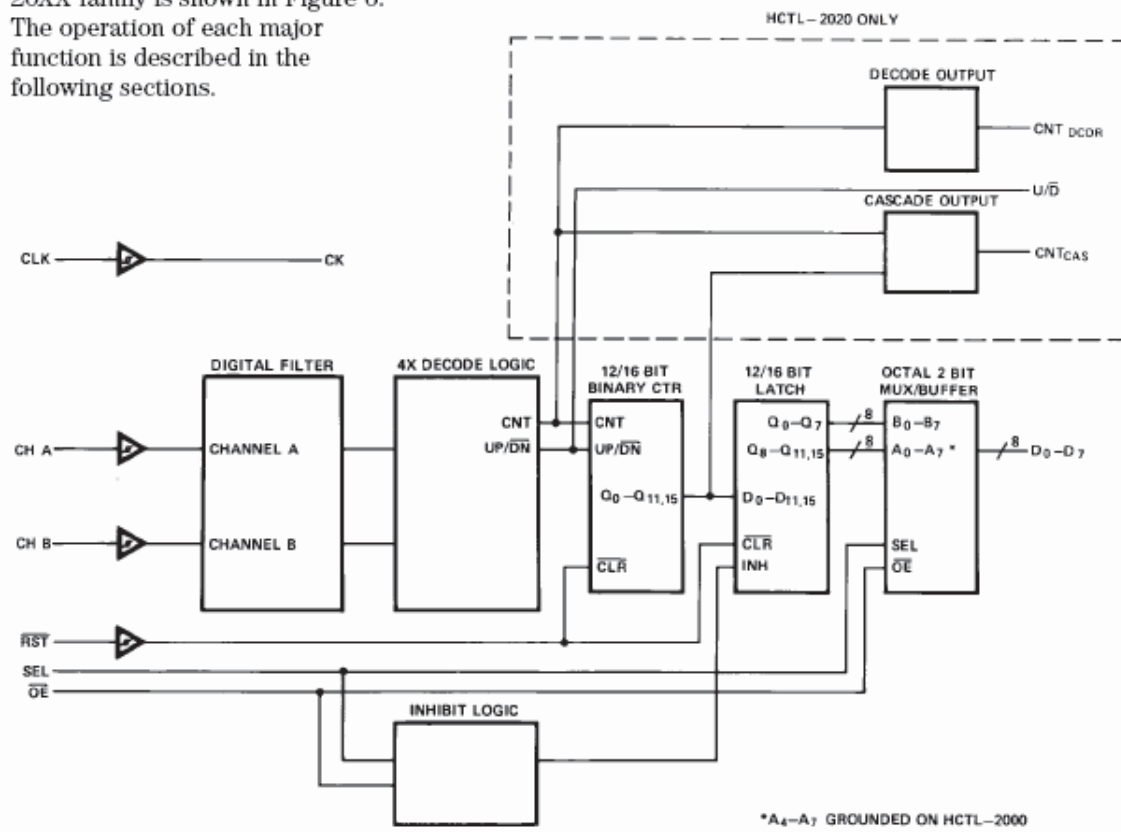 20XX family is shown in Figure 6.
The operation of each major
function is described in the
following sections.
HCTL–2020 ONLY
DECODE OUTPUT
CNT DCDR
U/D̅
CASCADE OUTPUT
CNTCAS
CLK
CK
DIGITAL FILTER
4X DECODE LOGIC
12/16 BIT
BINARY CTR
12/16 BIT
LATCH
OCTAL 2 BIT
MUX/BUFFER
CH A
CHANNEL A
CNT
UP/D̅N̅
CNT
UP/D̅N̅
Q0–Q11,15
Q0–Q7
8
Q8–Q11,15
8
D0–D11,15
B0–B7
A0–A7 *
8
D0–D7
CH B
CHANNEL B
C̅L̅R̅
C̅L̅R̅
INH
SEL
O̅E̅
R̅S̅T̅
SEL
O̅E̅
INHIBIT LOGIC
*A4–A7 GROUNDED ON HCTL–2000